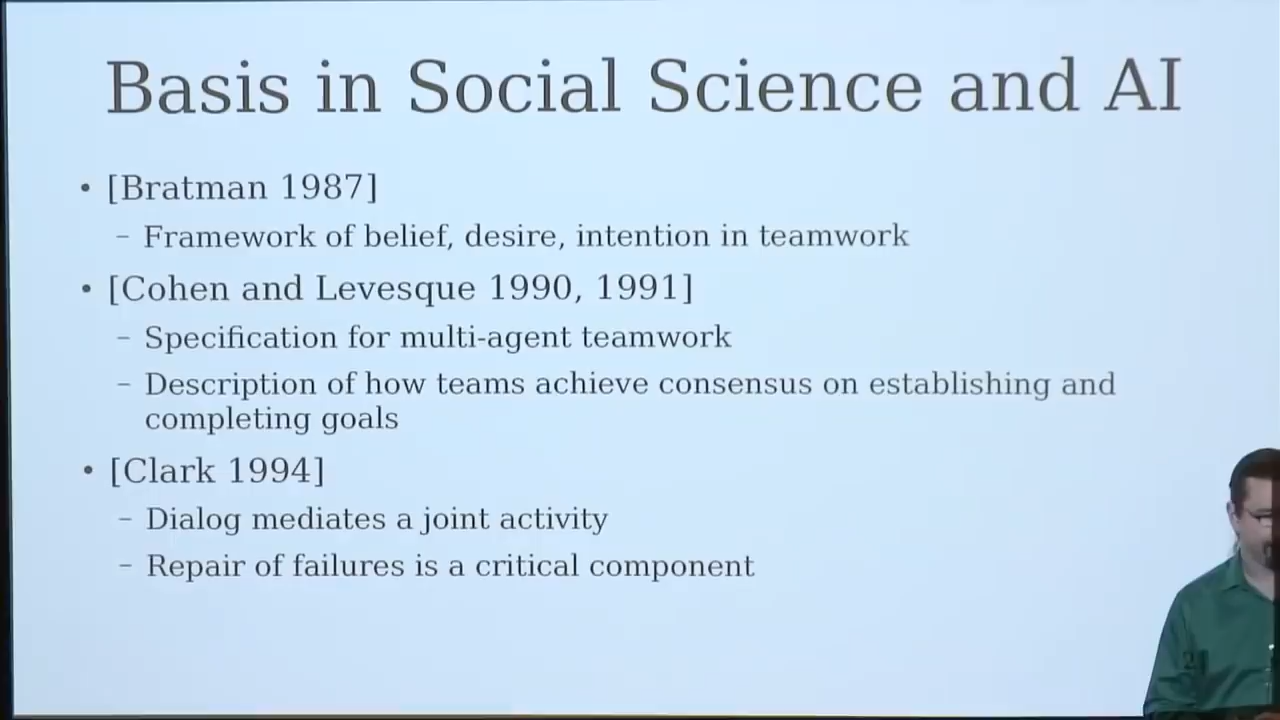 Basis in Social Science and AI
• [Bratman 1987]
– Framework of belief, desire, intention in teamwork
• [Cohen and Levesque 1990, 1991]
– Specification for multi-agent teamwork
– Description of how teams achieve consensus on establishing and
completing goals
• [Clark 1994]
– Dialog mediates a joint activity
– Repair of failures is a critical component